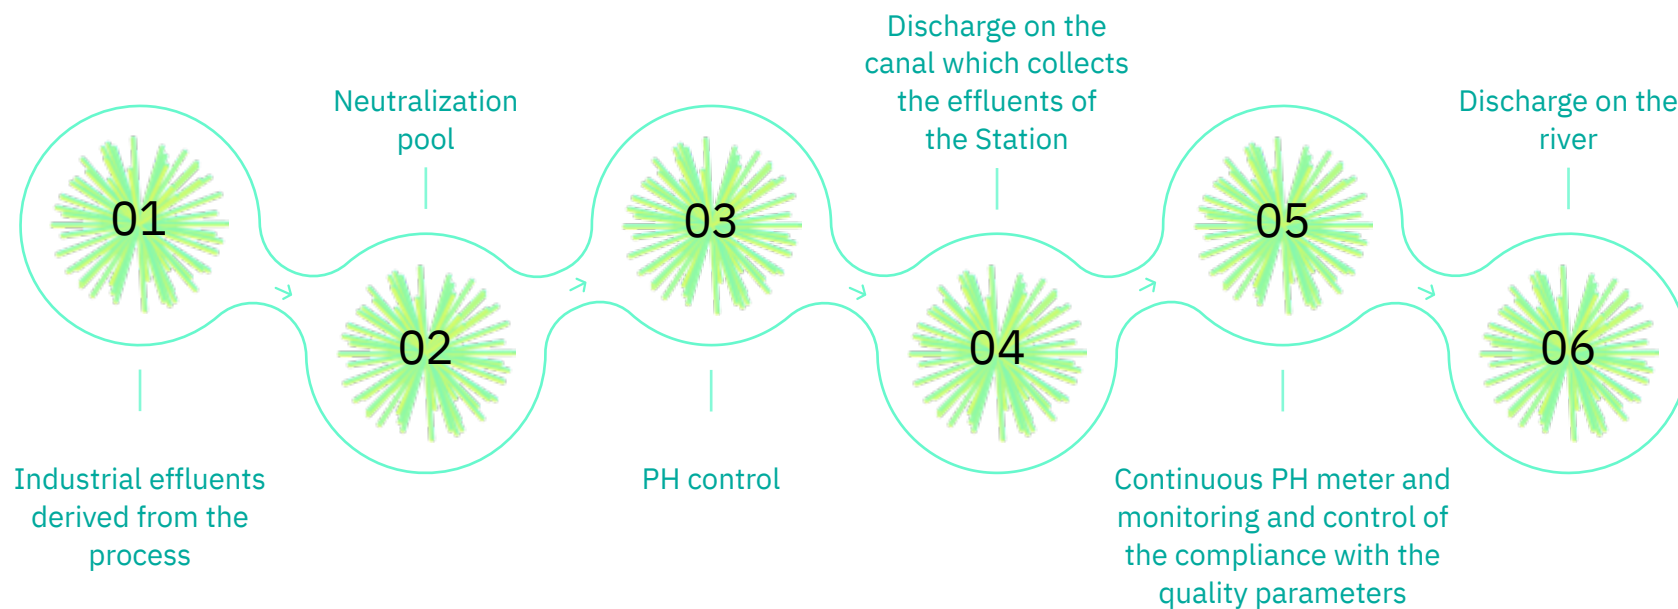 01
Industrial effluents
derived from the
process
Neutralization
pool
02
03
PH control
Discharge on the
canal which collects
the effluents of
the Station
04
05
Continuous PH meter and
monitoring and control of
the compliance with the
quality parameters
Discharge on the
river
06